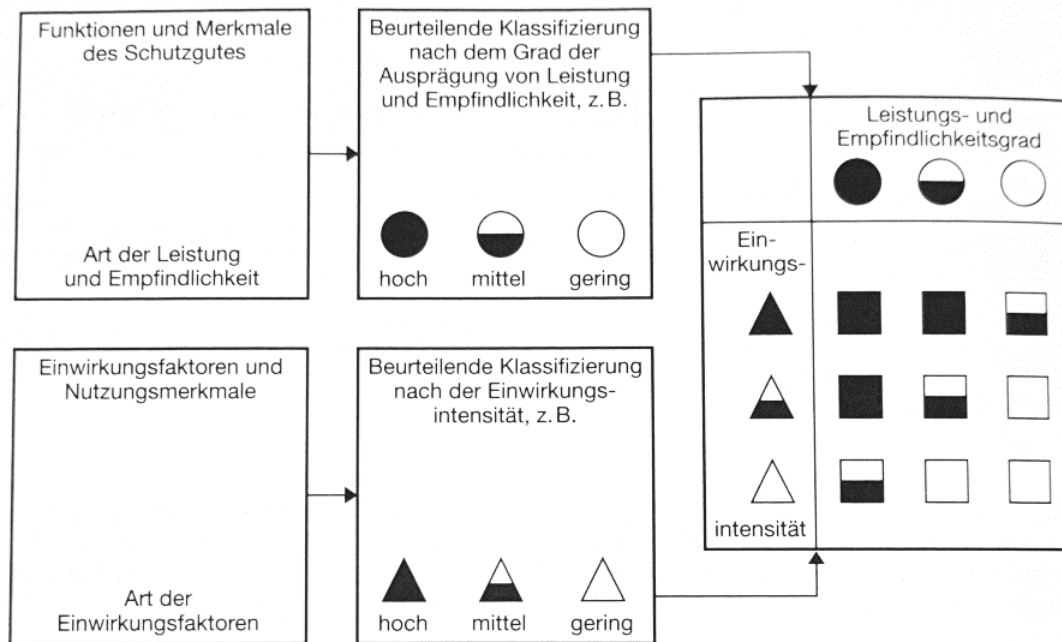 Funktionen und Merkmale
des Schutzgutes
Art der Leistung
und Empfindlichkeit
Beurteilende Klassifizierung
nach dem Grad der
Ausprägung von Leistung
und Empfindlichkeit, z. B.
hoch mittel gering
Einwirkungsfaktoren und
Nutzungsmerkmale
Art der
Einwirkungsfaktoren
Beurteilende Klassifizierung
nach der Einwirkungs-
intensität, z. B.
hoch mittel gering
Leistungs- und
Empfindlichkeitsgrad
Ein-
wirkungs-
intensität